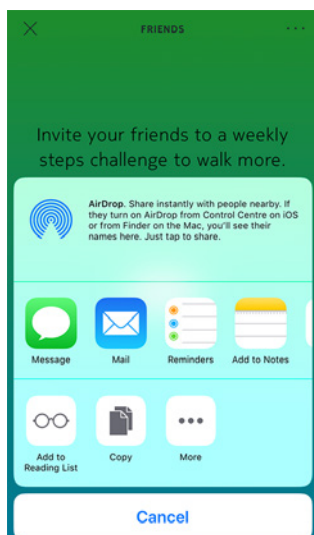 FRIENDS
Invite your friends to a weekly
steps challenge to walk more.
AirDrop. Share instantly with people nearby. If
they turn on AirDrop from Control Centre on iOS
or from Finder on the Mac, you'll see their
names here. Just tap to share.
Message Mail Reminders Add to Notes
Add to
Reading List
Copy
More
Cancel